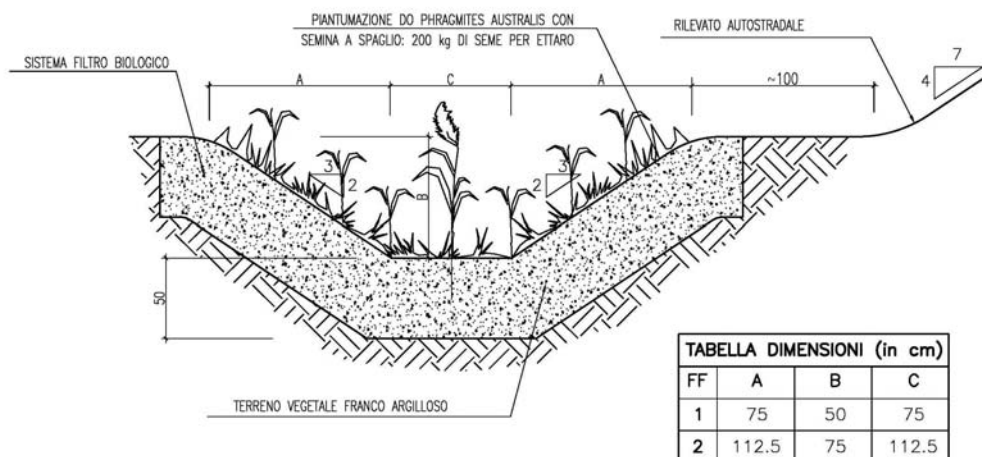 PIANTUMAZIONE DO PHRAGMITES AUSTRALIS CON
SEMINA A SPAGLIO: 200 kg DI SEME PER ETTARO
RILEVATO AUTOSTRADALE
SISTEMA FILTRO BIOLOGICO
A C A ~100
7
4
3
2
3
2
B
50
TERRENO VEGETALE FRANCO ARGILLOSO
TABELLA DIMENSIONI (in cm)
FF A B C
1 75 50 75
2 112.5 75 112.5